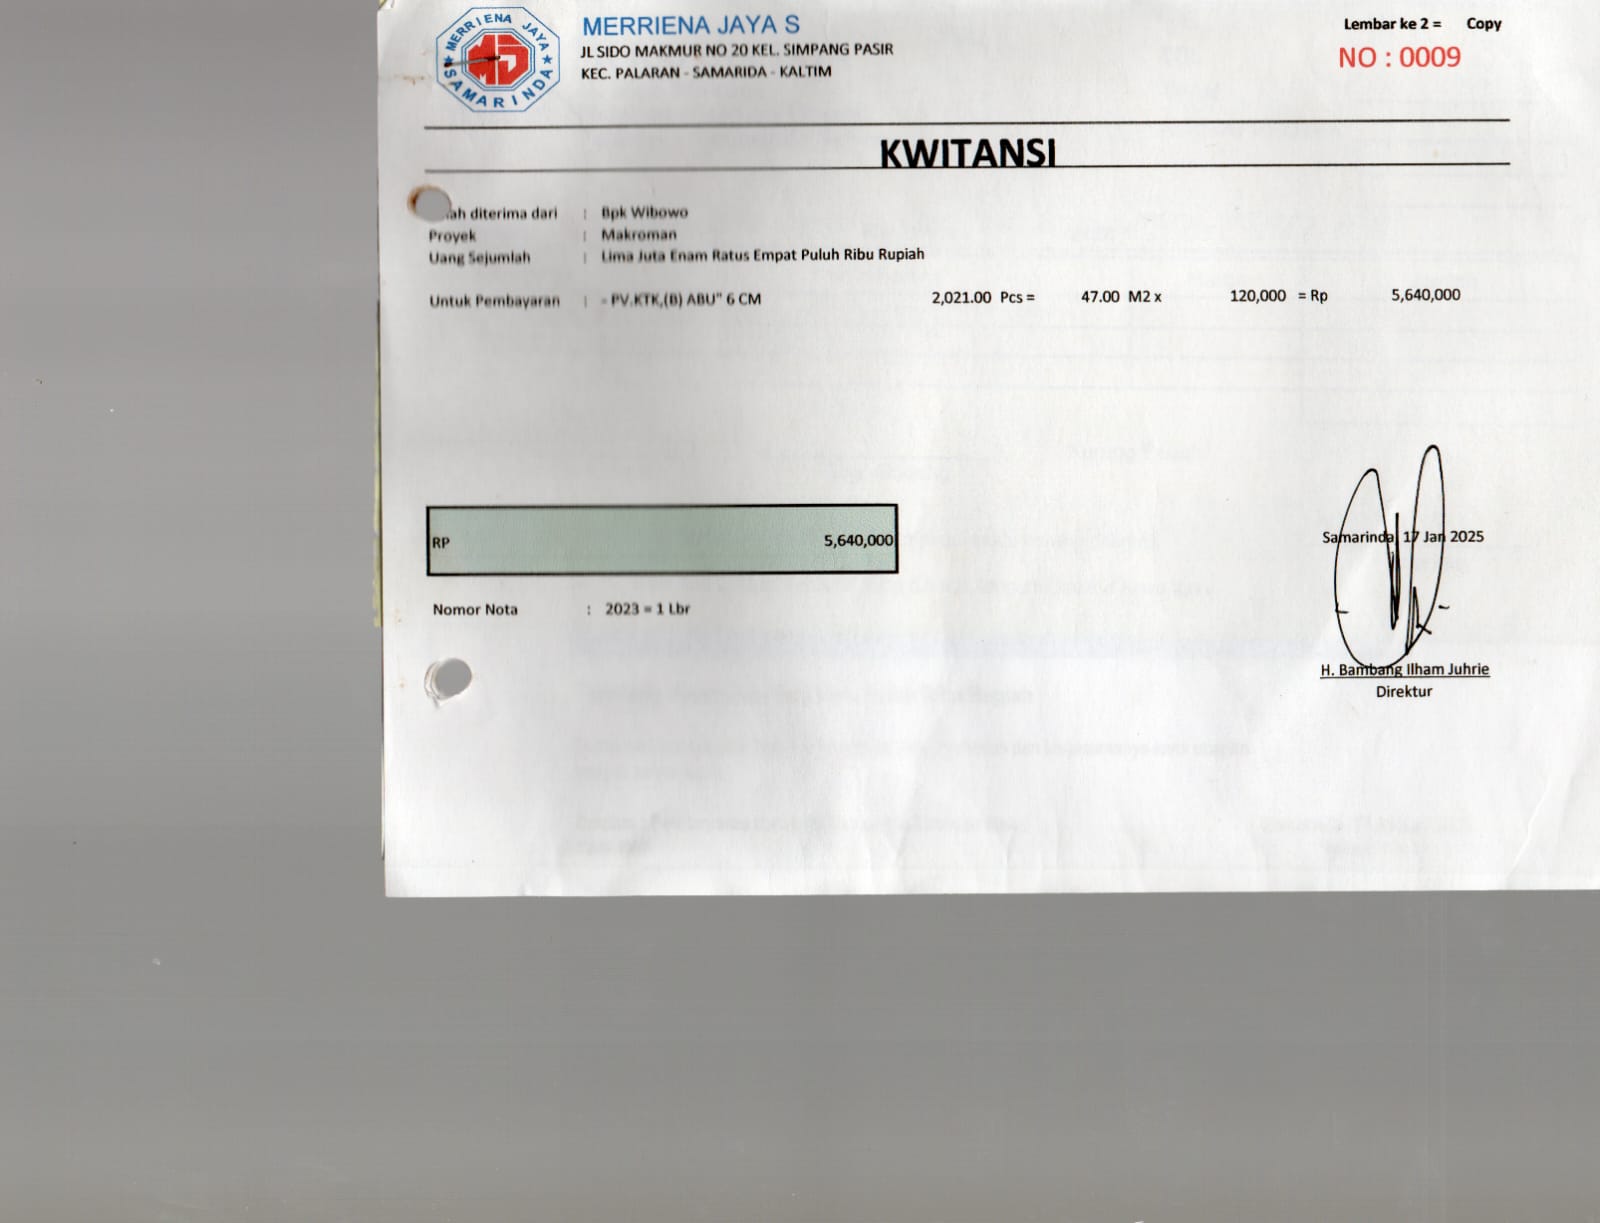 MERRIENA JAYA
SAMARINDA
MERRIENA JAYA S
JL SIDO MAKMUR NO 20 KEL. SIMPANG PASIR
KEC. PALARAN - SAMARIDA - KALTIM
Lembar ke 2 = Copy
NO : 0009
KWITANSI
ah diterima dari : Bpk Wibowo
Proyek : Makroman
Uang Sejumlah : Lima Juta Enam Ratus Empat Puluh Ribu Rupiah
Untuk Pembayaran : - PV.KTK,(B) ABU" 6 CM 2,021.00 Pcs = 47.00 M2 x 120,000 = Rp 5,640,000
RP 5,640,000
Samarinda, 17 Jan 2025
Nomor Nota : 2023 = 1 Lbr
H. Bambang Ilham Juhrie
Direktur